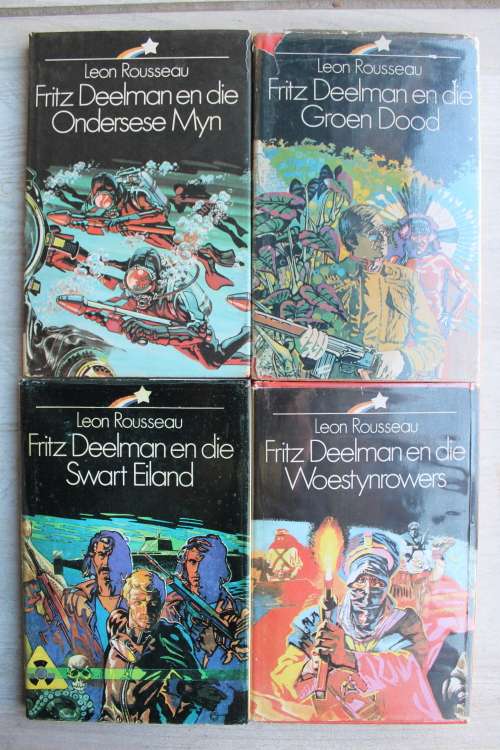 Leon Rousseau
Fritz Deelman en die
Ondersese Myn
Leon Rousseau
Fritz Deelman en die
Groen Dood
Leon Rousseau
Fritz Deelman en die
Swart Eiland
Leon Rousseau
Fritz Deelman en die
Woestynrowers